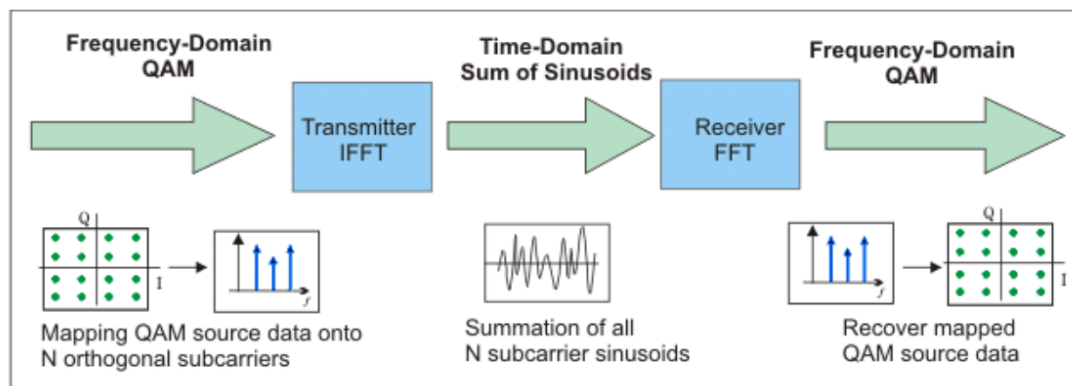 Frequency-Domain
QAM
Time-Domain
Sum of Sinusoids
Frequency-Domain
QAM
Transmitter
IFFT
Receiver
FFT
Q
I
f
f
Q
I
Mapping QAM source data onto
N orthogonal subcarriers
Summation of all
N subcarrier sinusoids
Recover mapped
QAM source data